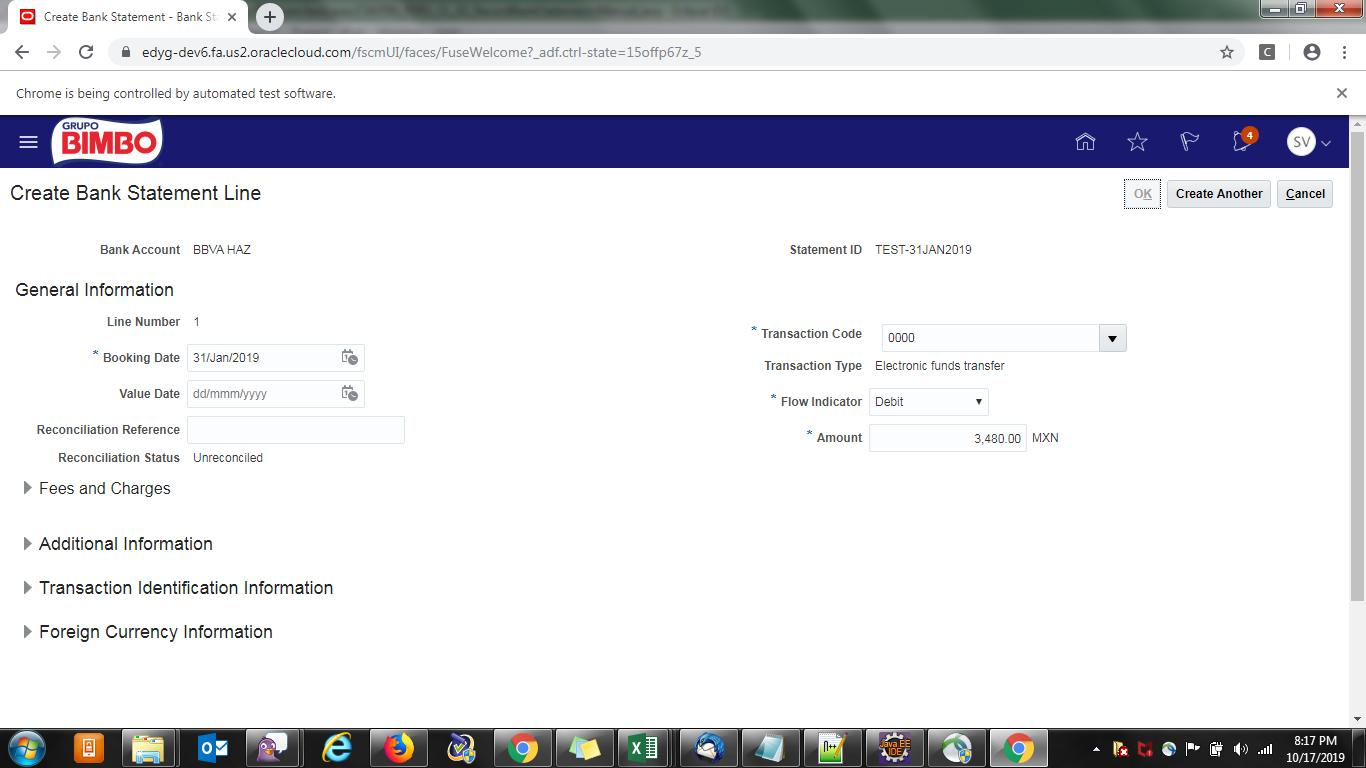 Create Bank Statement - Bank St
edyg-dev6.fa.us2.oraclecloud.com/fscmUI/faces/FuseWelcome?_adf.ctrl-state=15offp67z_5
C
Chrome is being controlled by automated test software.
GRUPO
BIMBO
4
SV
Create Bank Statement Line
OK
Create Another
Cancel
Bank Account BBVA HAZ
Statement ID TEST-31JAN2019
General Information
Line Number 1
* Transaction Code 0000
* Booking Date 31/Jan/2019
Transaction Type Electronic funds transfer
Value Date dd/mmm/yyyy
* Flow Indicator Debit
Reconciliation Reference
* Amount 3,480.00 MXN
Reconciliation Status Unreconciled
Fees and Charges
Additional Information
Transaction Identification Information
Foreign Currency Information
Java EE
IDE
8:17 PM
10/17/2019